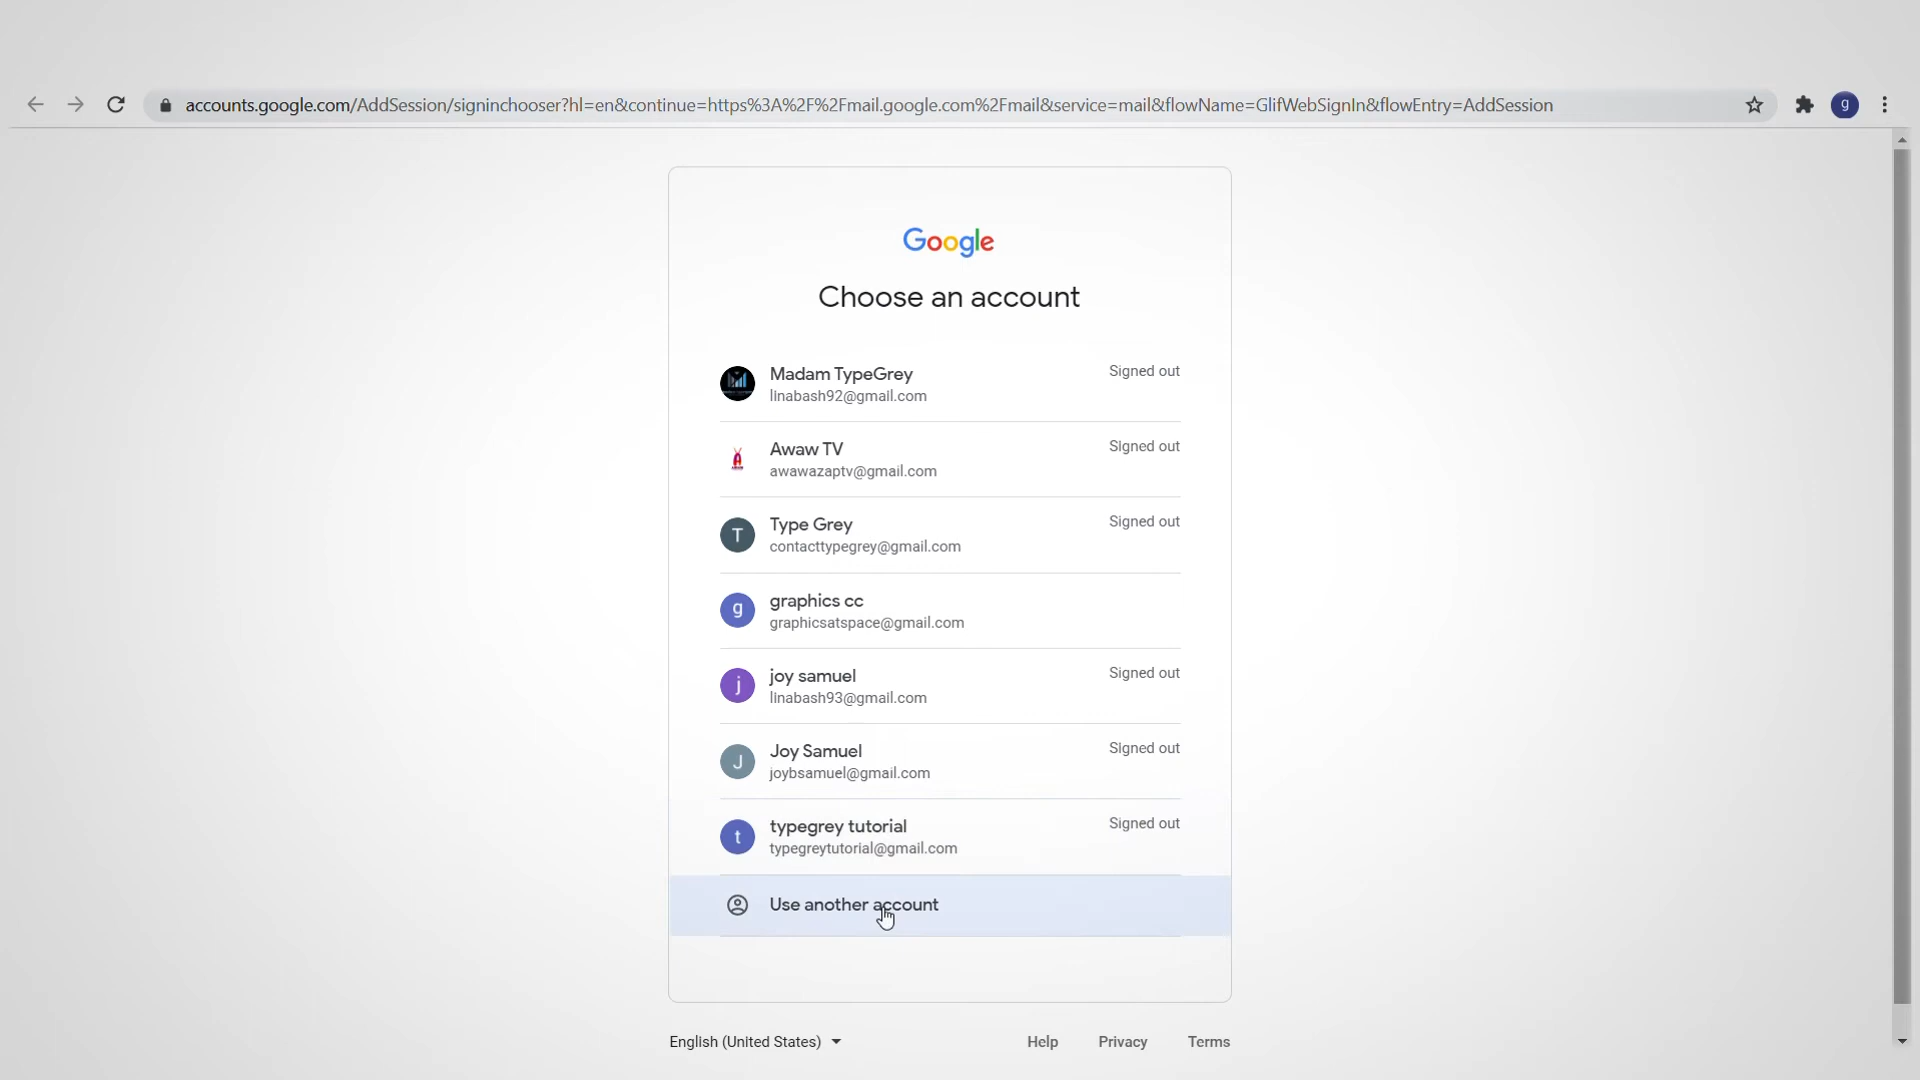 accounts.google.com/AddSession/signinchooser?hl=en&continue=https%3A%2F%2Fmail.google.com%2Fmail&service=mail&flowName=GlifWebSignIn&flowEntry=AddSession
g
Google
Choose an account
Madam TypeGrey
Signed out
linabash92@gmail.com
Awaw TV
Signed out
awawazaptv@gmail.com
T
Type Grey
Signed out
contacttypegrey@gmail.com
g
graphics cc
graphicsatspace@gmail.com
j
joy samuel
Signed out
linabash93@gmail.com
J
Joy Samuel
Signed out
joybsamuel@gmail.com
t
typegrey tutorial
Signed out
typegreytutorial@gmail.com
Use another account
English (United States)
Help
Privacy
Terms